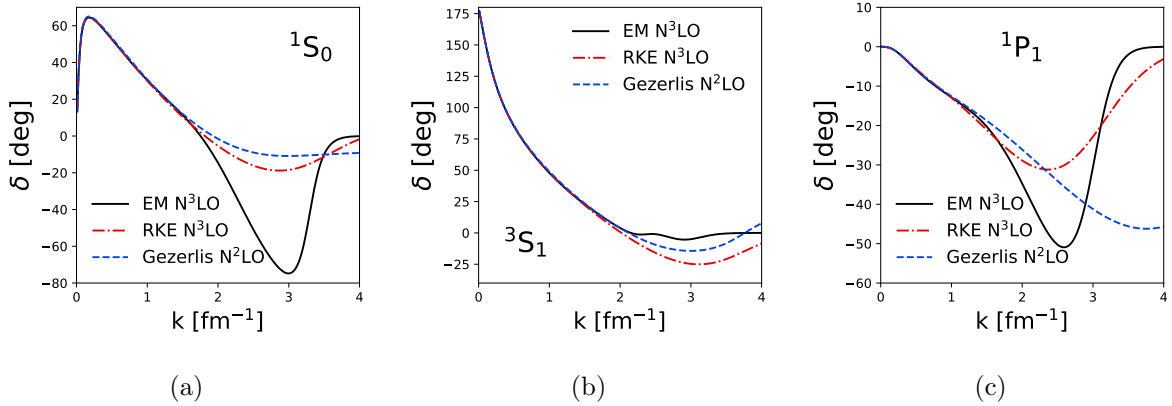 60
40
20
0
−20
−40
−60
−80
δ [deg]
¹S₀
EM N³LO
RKE N³LO
Gezerlis N²LO
0 1 2 3 4
k [fm⁻¹]
(a)
175
150
125
100
75
50
25
0
−25
δ [deg]
EM N³LO
RKE N³LO
Gezerlis N²LO
³S₁
0 1 2 3 4
k [fm⁻¹]
(b)
10
0
−10
−20
−30
−40
−50
−60
δ [deg]
¹P₁
EM N³LO
RKE N³LO
Gezerlis N²LO
0 1 2 3 4
k [fm⁻¹]
(c)